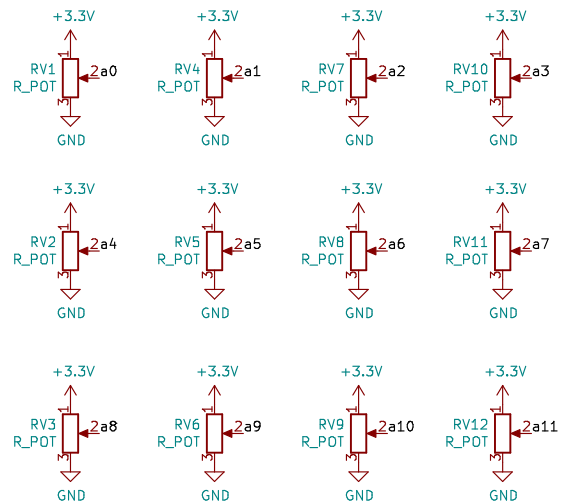 +3.3V +3.3V +3.3V +3.3V
1 1 1 1
RV1 2 a0 RV4 2 a1 RV7 2 a2 RV10 2 a3
R_POT R_POT R_POT R_POT
3 3 3 3
GND GND GND GND
+3.3V +3.3V +3.3V +3.3V
1 1 1 1
RV2 2 a4 RV5 2 a5 RV8 2 a6 RV11 2 a7
R_POT R_POT R_POT R_POT
3 3 3 3
GND GND GND GND
+3.3V +3.3V +3.3V +3.3V
1 1 1 1
RV3 2 a8 RV6 2 a9 RV9 2 a10 RV12 2 a11
R_POT R_POT R_POT R_POT
3 3 3 3
GND GND GND GND